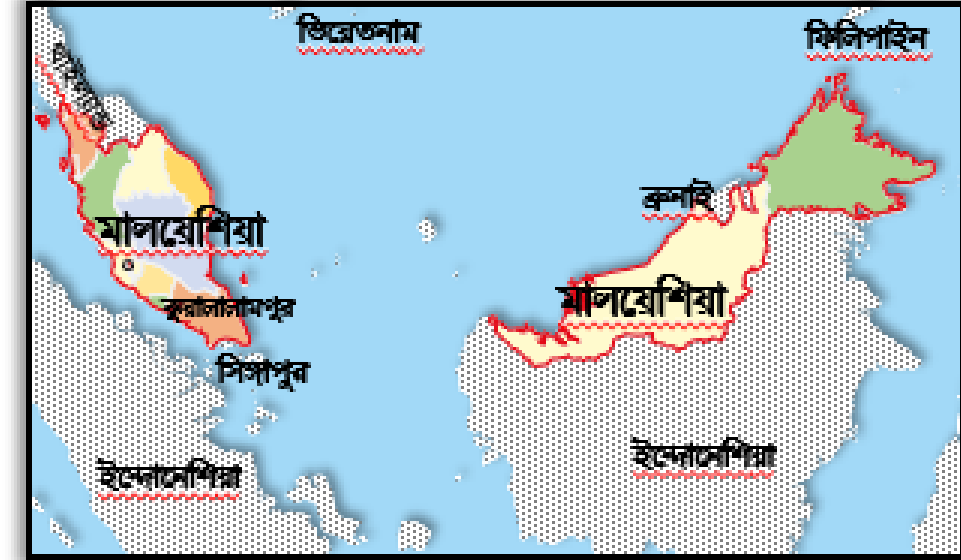 ভিয়েতনাম
ফিলিপাইন
ব্রুনাই
মালয়েশিয়া
মালয়েশিয়া
কুয়ালালামপুর
সিঙ্গাপুর
ইন্দোনেশিয়া
ইন্দোনেশিয়া